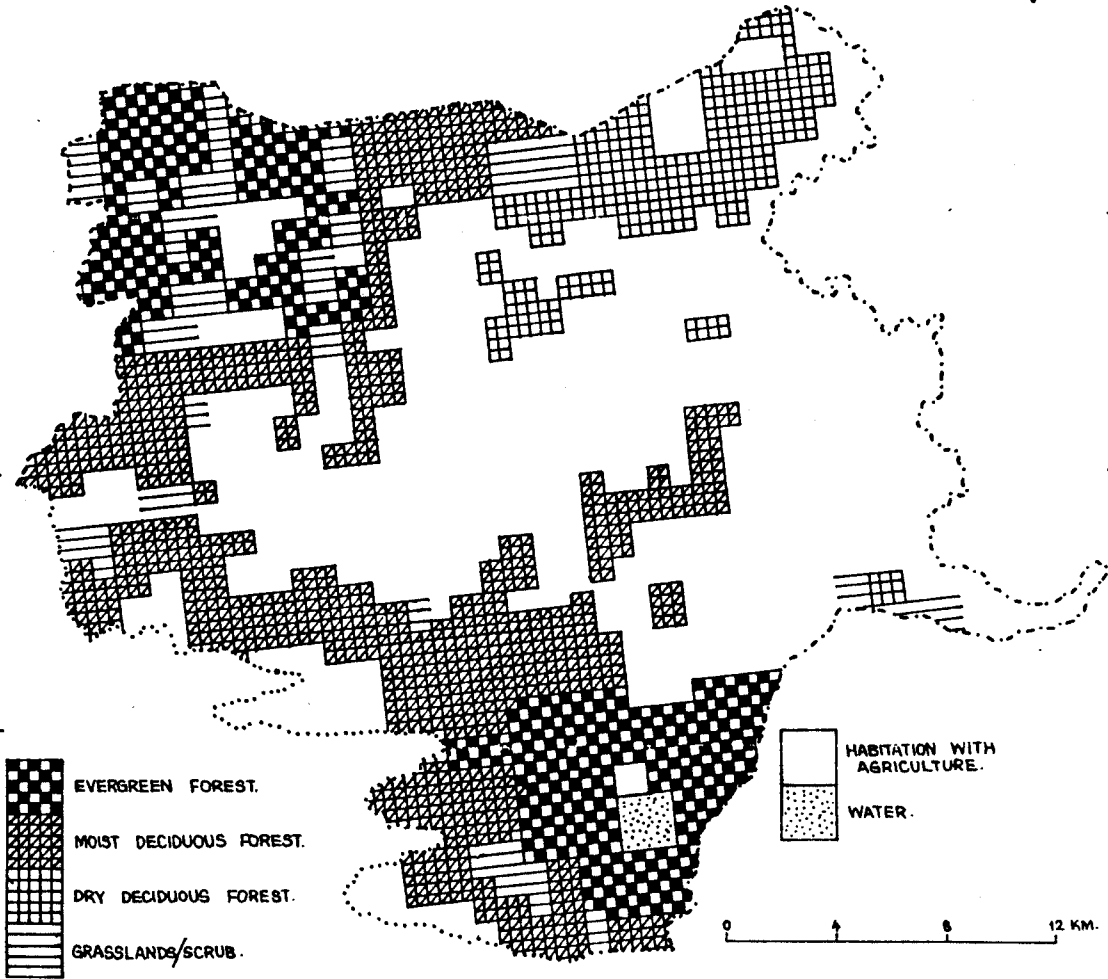 EVERGREEN FOREST.
MOIST DECIDUOUS FOREST.
DRY DECIDUOUS FOREST.
GRASSLANDS/SCRUB.
HABITATION WITH
AGRICULTURE.
WATER.
0 4 8 12 KM.